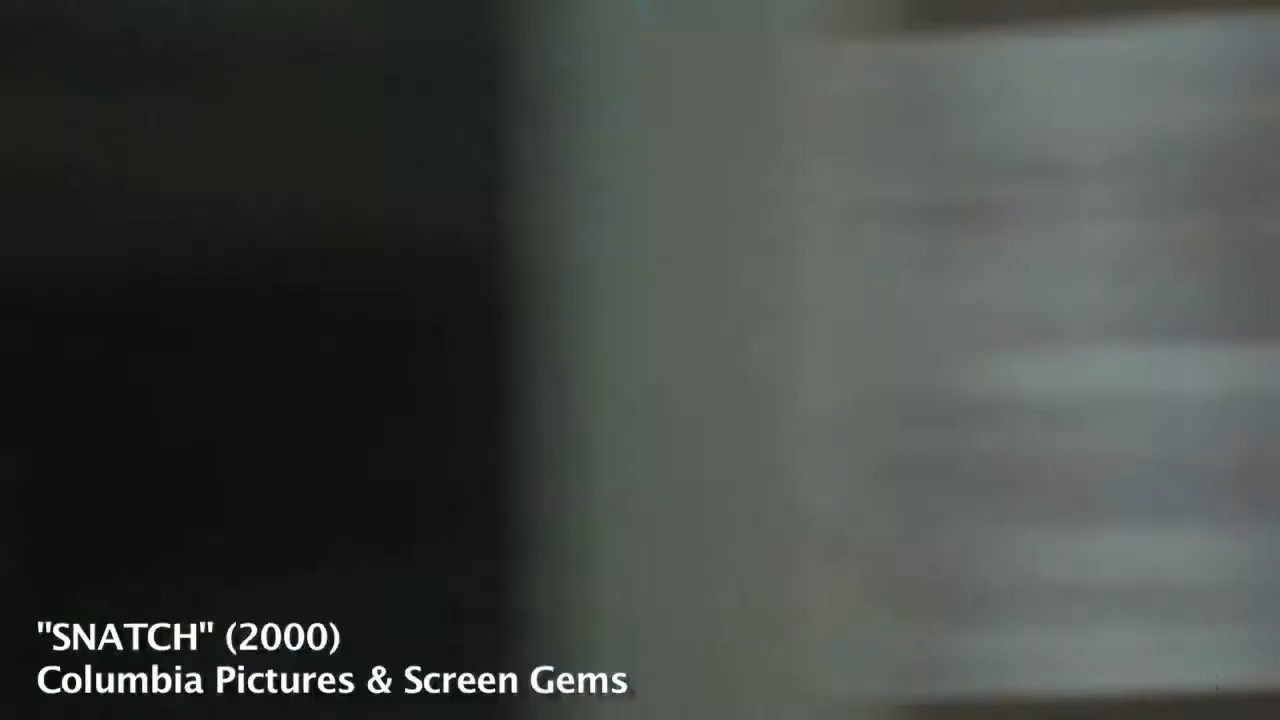 "SNATCH" (2000)
Columbia Pictures & Screen Gems